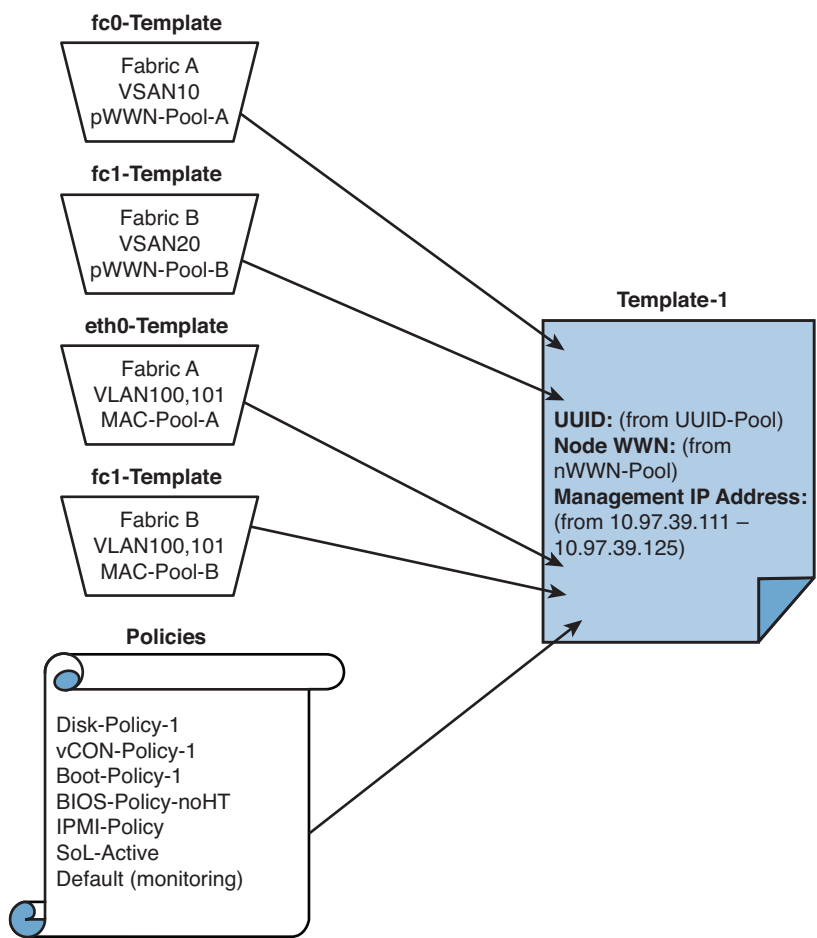 fc0-Template
Fabric A
VSAN10
pWWN-Pool-A
fc1-Template
Fabric B
VSAN20
pWWN-Pool-B
eth0-Template
Fabric A
VLAN100,101
MAC-Pool-A
fc1-Template
Fabric B
VLAN100,101
MAC-Pool-B
Policies
Disk-Policy-1
vCON-Policy-1
Boot-Policy-1
BIOS-Policy-noHT
IPMI-Policy
SoL-Active
Default (monitoring)
Template-1
UUID: (from UUID-Pool)
Node WWN: (from
nWWN-Pool)
Management IP Address:
(from 10.97.39.111 –
10.97.39.125)